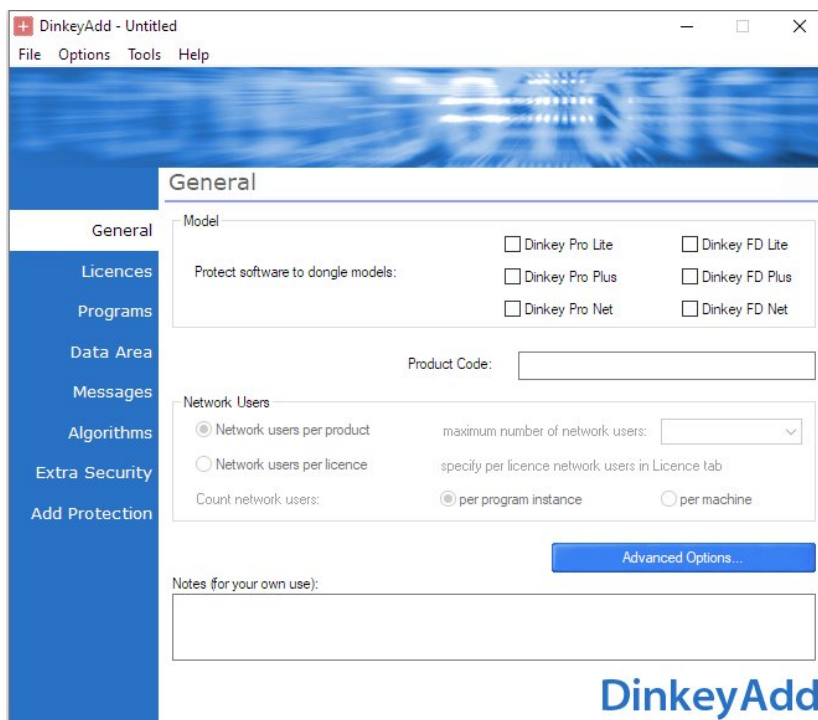 DinkeyAdd - Untitled
File Options Tools Help
General
General
Licences
Programs
Data Area
Messages
Algorithms
Extra Security
Add Protection
Model
Protect software to dongle models:
Dinkey Pro Lite Dinkey FD Lite
Dinkey Pro Plus Dinkey FD Plus
Dinkey Pro Net Dinkey FD Net
Product Code:
Network Users
Network users per product maximum number of network users:
Network users per licence specify per licence network users in Licence tab
Count network users: per program instance per machine
Advanced Options...
Notes (for your own use):
DinkeyAdd